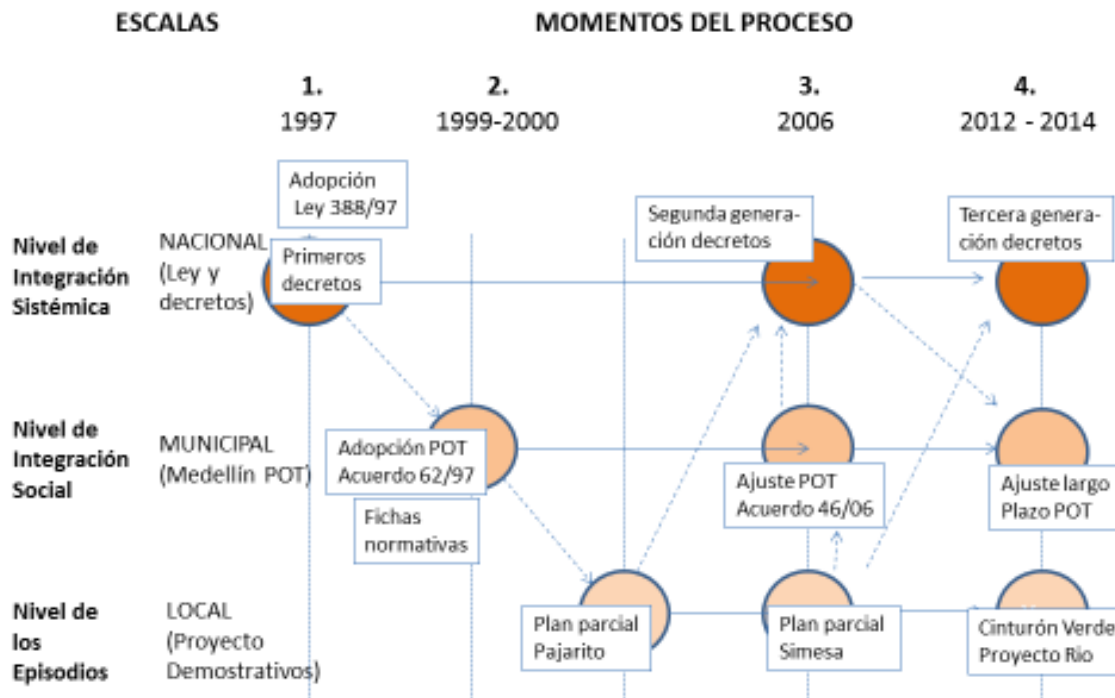 ESCALAS
MOMENTOS DEL PROCESO
1.
1997
2.
1999-2000
3.
2006
4.
2012 - 2014
Adopción
Ley 388/97
Primeros
decretos
Segunda genera-
ción decretos
Tercera genera-
ción decretos
Nivel de
Integración
Sistémica
NACIONAL
(Ley y
decretos)
Nivel de
Integración
Social
MUNICIPAL
(Medellín POT)
Adopción POT
Acuerdo 62/97
Fichas
normativas
Ajuste POT
Acuerdo 46/06
Ajuste largo
Plazo POT
Nivel de
los
Episodios
LOCAL
(Proyecto
Demostrativos)
Plan parcial
Pajarito
Plan parcial
Simesa
Cinturón Verde
Proyecto Rio